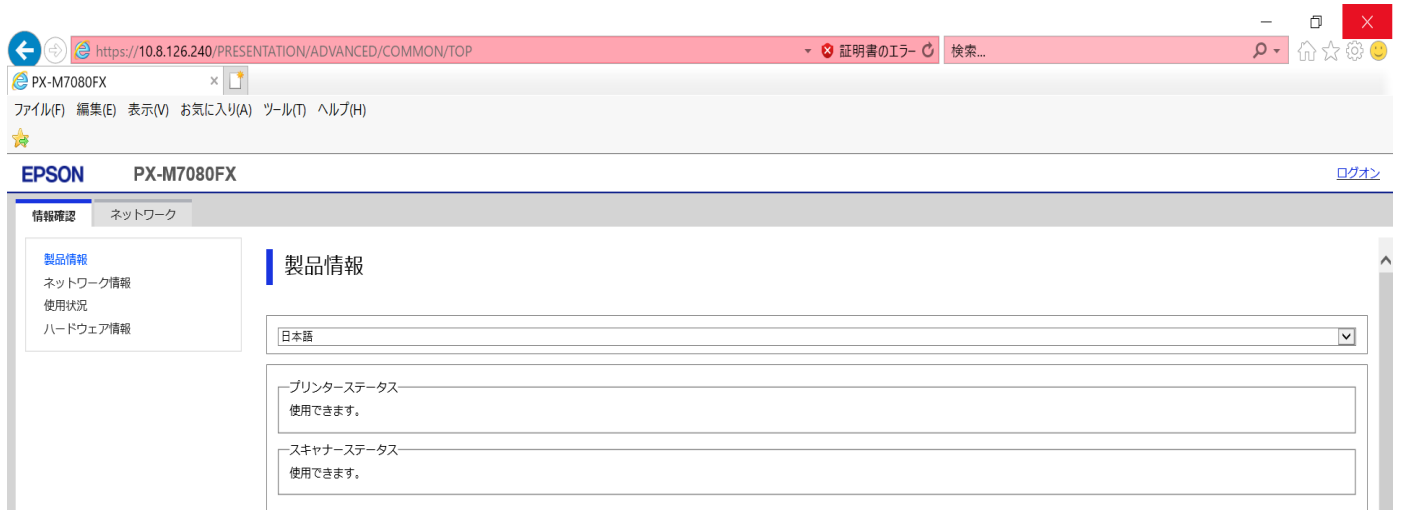 https://10.8.126.240/PRESENTATION/ADVANCED/COMMON/TOP
証明書のエラー
検索...
PX-M7080FX
ファイル(F) 編集(E) 表示(V) お気に入り(A) ツール(T) ヘルプ(H)
EPSON PX-M7080FX
ログオン
情報確認 ネットワーク
製品情報
ネットワーク情報
使用状況
ハードウェア情報
製品情報
日本語
プリンターステータス
使用できます。
スキャナーステータス
使用できます。